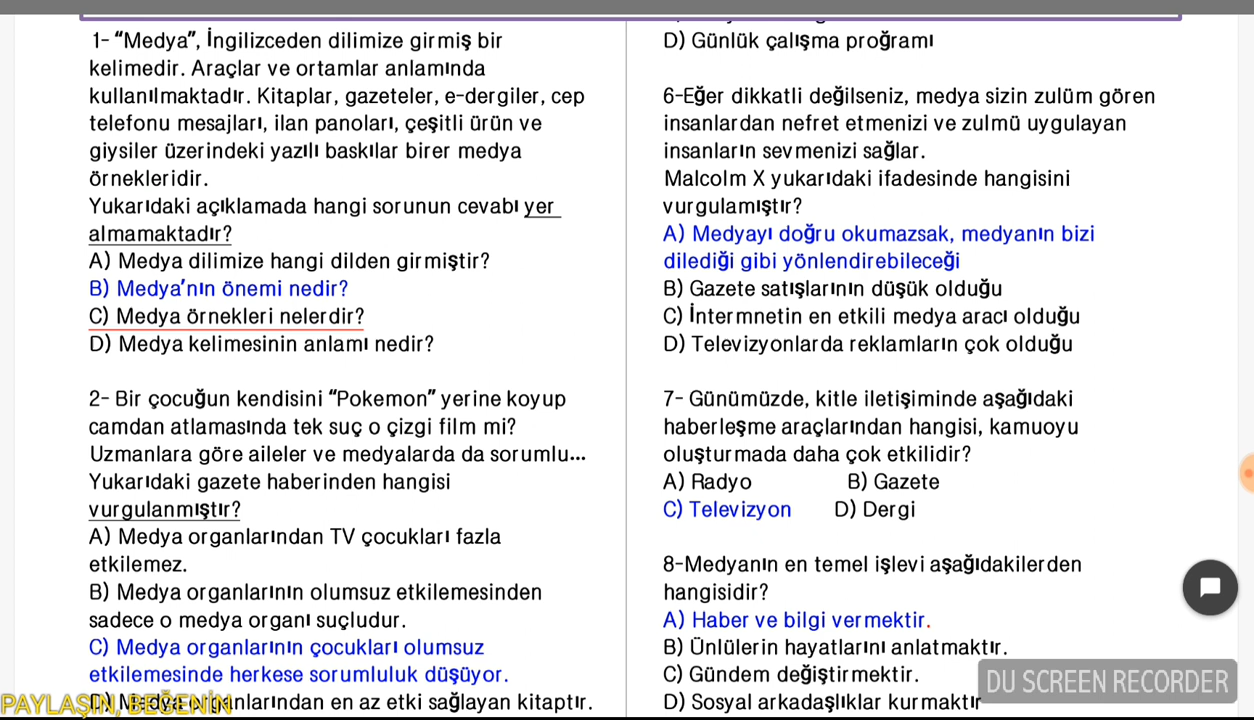 1- “Medya”, İngilizceden dilimize girmiş bir
kelimedir. Araçlar ve ortamlar anlamında
kullanılmaktadır. Kitaplar, gazeteler, e-dergiler, cep
telefonu mesajları, ilan panoları, çeşitli ürün ve
giysiler üzerindeki yazılı baskılar birer medya
örnekleridir.
Yukarıdaki açıklamada hangi sorunun cevabı yer
almamaktadır?
A) Medya dilimize hangi dilden girmiştir?
B) Medya’nın önemi nedir?
C) Medya örnekleri nelerdir?
D) Medya kelimesinin anlamı nedir?
2- Bir çocuğun kendisini “Pokemon” yerine koyup
camdan atlamasında tek suç o çizgi film mi?
Uzmanlara göre aileler ve medyalarda da sorumlu...
Yukarıdaki gazete haberinden hangisi
vurgulanmıştır?
A) Medya organlarından TV çocukları fazla
etkilemez.
B) Medya organlarının olumsuz etkilemesinden
sadece o medya organı suçludur.
C) Medya organlarının çocukları olumsuz
etkilemesinde herkese sorumluluk düşüyor.
D) Medya organlarından en az etki sağlayan kitaptır.
PAYLAŞIN, BEĞENİN
D) Günlük çalışma proğramı
6-Eğer dikkatli değilseniz, medya sizin zulüm gören
insanlardan nefret etmenizi ve zulmü uygulayan
insanların sevmenizi sağlar.
Malcolm X yukarıdaki ifadesinde hangisini
vurgulamıştır?
A) Medyayı doğru okumazsak, medyanın bizi
dilediği gibi yönlendirebileceği
B) Gazete satışlarının düşük olduğu
C) İntermnetin en etkili medya aracı olduğu
D) Televizyonlarda reklamların çok olduğu
7- Günümüzde, kitle iletişiminde aşağıdaki
haberleşme araçlarından hangisi, kamuoyu
oluşturmada daha çok etkilidir?
A) Radyo B) Gazete
C) Televizyon D) Dergi
8-Medyanın en temel işlevi aşağıdakilerden
hangisidir?
A) Haber ve bilgi vermektir.
B) Ünlülerin hayatlarını anlatmaktır.
C) Gündem değiştirmektir.
D) Sosyal arkadaşlıklar kurmaktır
DU SCREEN RECORDER